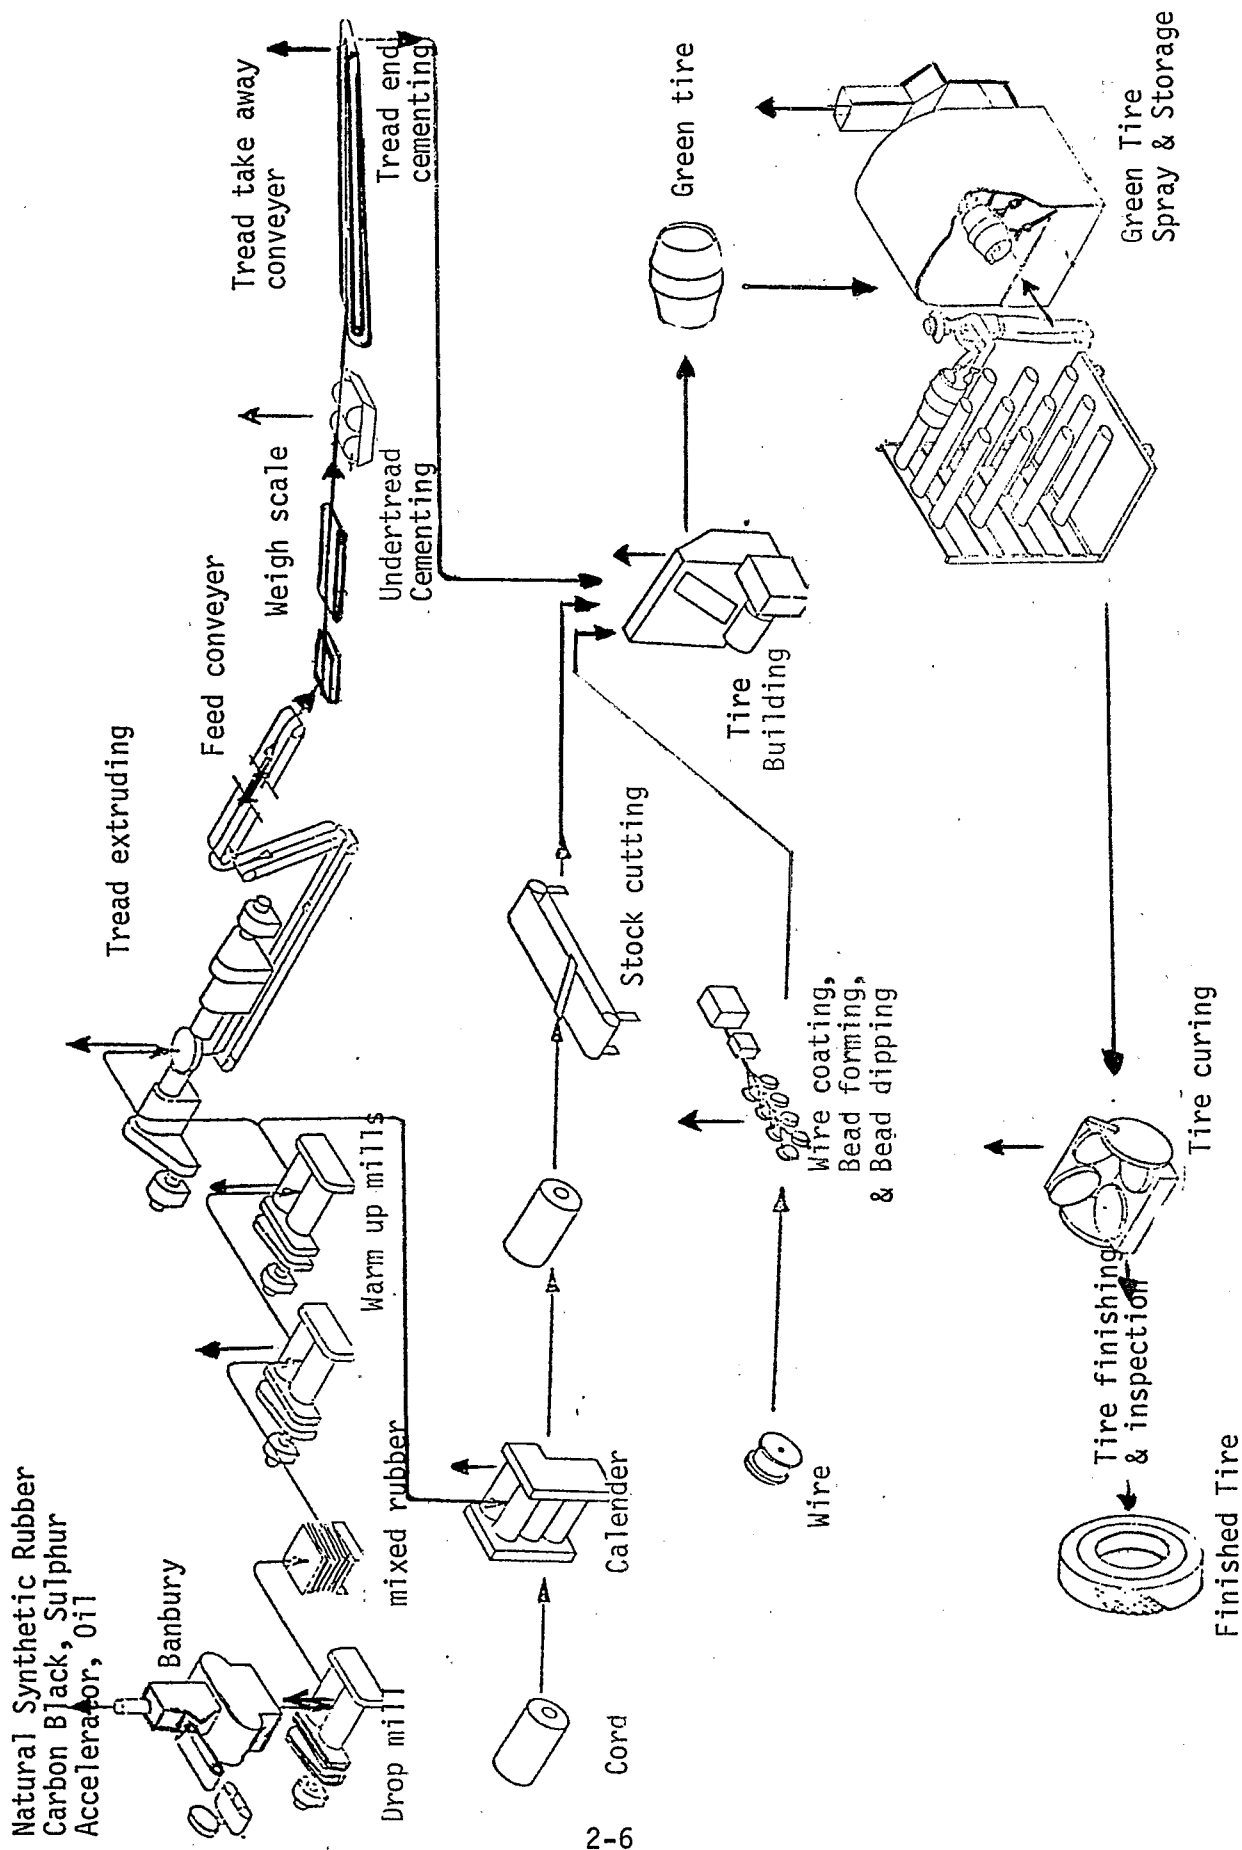 Natural Synthetic Rubber
Carbon Black, Sulphur
Accelerator, Oil
Banbury
Drop mill
mixed rubber
Warm up mills
Tread extruding
Feed conveyer
Weigh scale
Undertread
Cementing
Tread take away
conveyer
Tread end
cementing
Cord
Calender
Stock cutting
Wire
Wire coating,
Bead forming,
& Bead dipping
Tire
Building
Green tire
Green Tire
Spray & Storage
Tire curing
Tire finishing
& inspection
Finished Tire
2-6